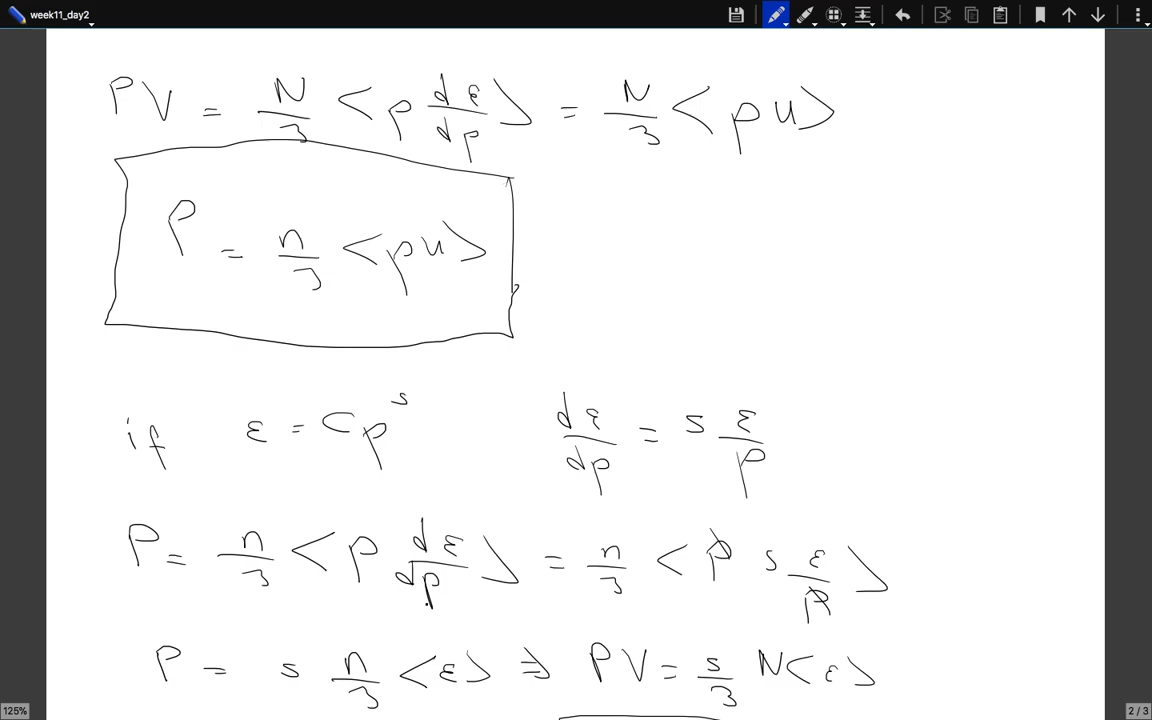 week11_day2
PV = N/3 <p dε/dp> = N/3 <pu>
P = n/3 <pu>
if ε = Cp^s dε/dp = s ε/p
P = n/3 <p dε/dp> = n/3 <p s ε/p>
P = s n/3 <ε> ⇒ PV = s/3 N<ε>
125%
2 / 3